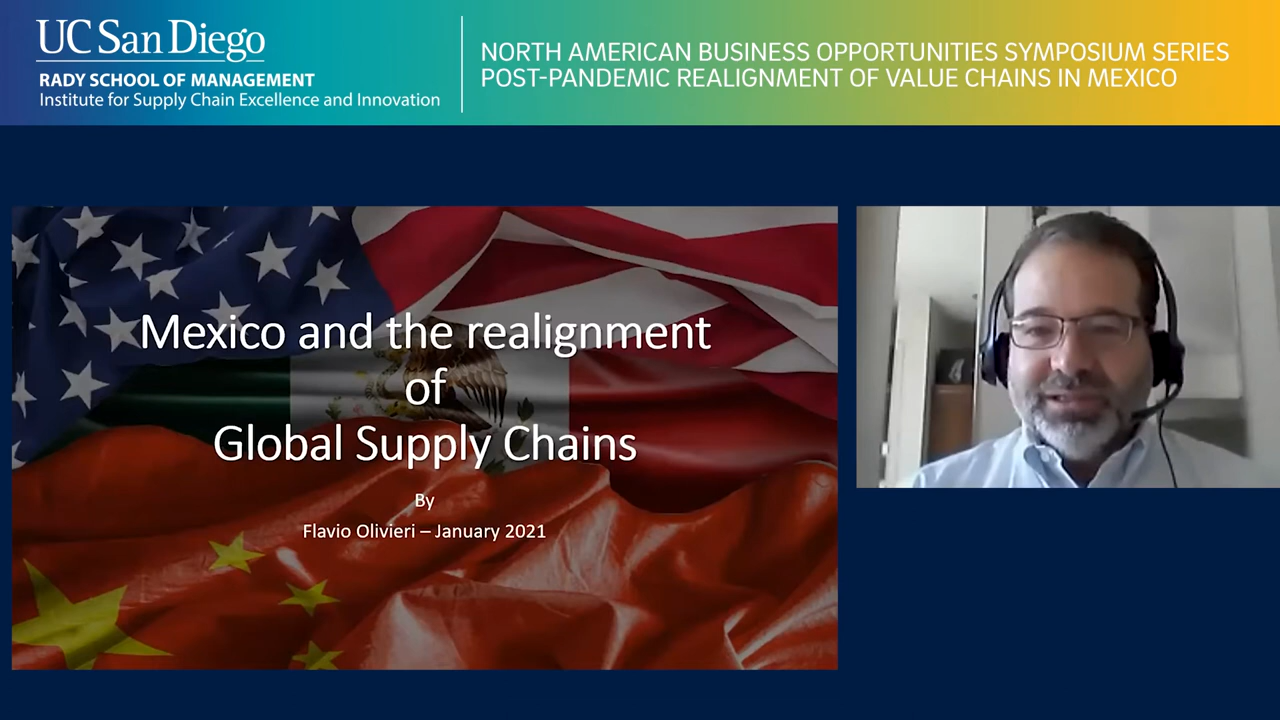 UC San Diego
RADY SCHOOL OF MANAGEMENT
Institute for Supply Chain Excellence and Innovation
NORTH AMERICAN BUSINESS OPPORTUNITIES SYMPOSIUM SERIES
POST-PANDEMIC REALIGNMENT OF VALUE CHAINS IN MEXICO
Mexico and the realignment
of
Global Supply Chains
By
Flavio Olivieri – January 2021